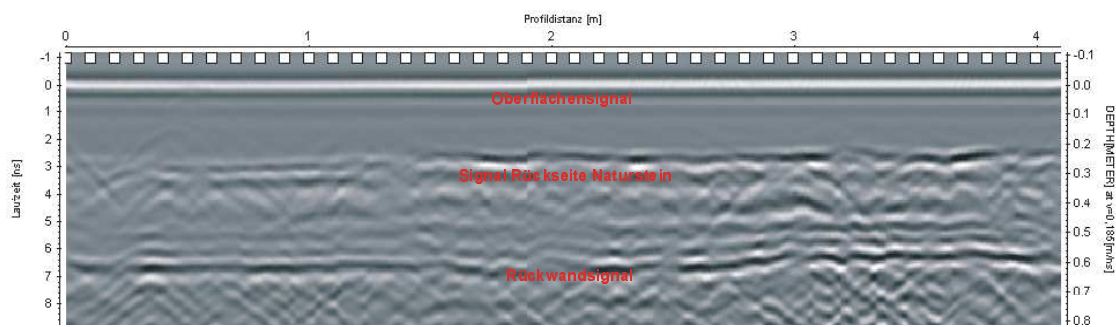 Profildistanz [m]
0 1 2 3 4
-1
0
1
2
3
4
5
6
7
8
Laufzeit [ns]
Oberflächensignal
Signal Rückseite Naturstein
Rückwandsignal
-0.1
0.0
0.1
0.2
0.3
0.4
0.5
0.6
0.7
0.8
DEPTH[METER] at v=0,185[m/ns]